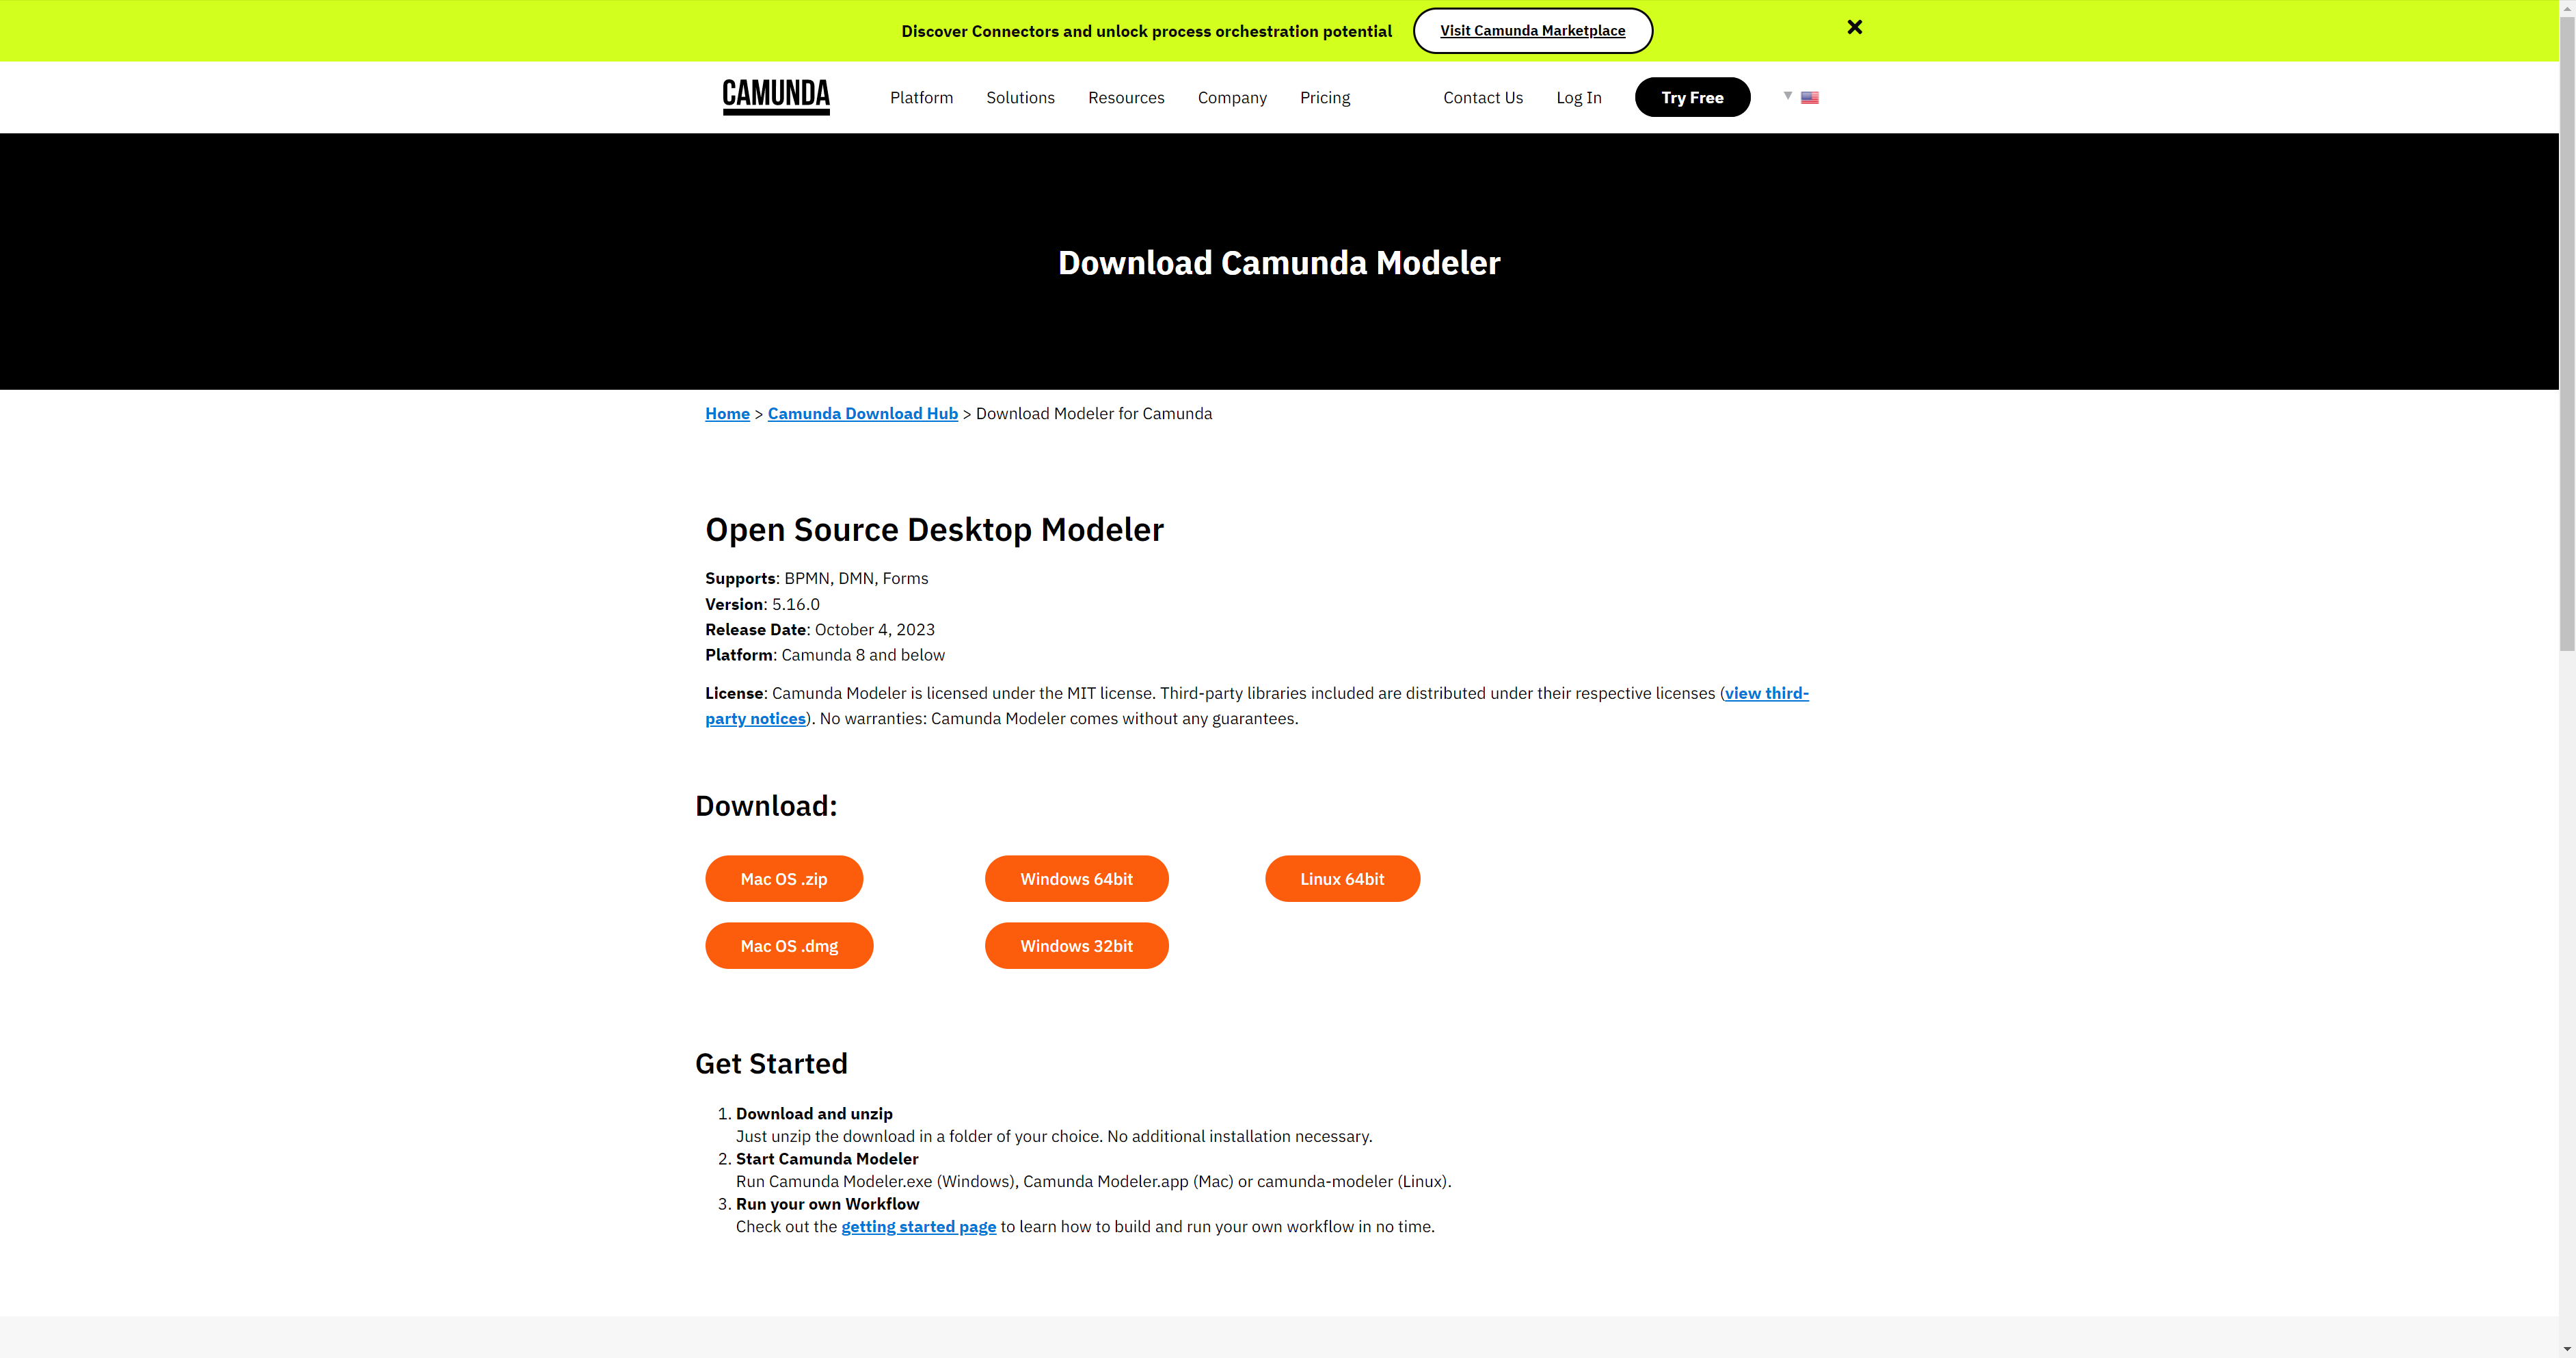 Discover Connectors and unlock process orchestration potential
Visit Camunda Marketplace
CAMUNDA
Platform
Solutions
Resources
Company
Pricing
Contact Us
Log In
Try Free
Download Camunda Modeler
Home > Camunda Download Hub > Download Modeler for Camunda
Open Source Desktop Modeler
Supports: BPMN, DMN, Forms
Version: 5.16.0
Release Date: October 4, 2023
Platform: Camunda 8 and below
License: Camunda Modeler is licensed under the MIT license. Third-party libraries included are distributed under their respective licenses (view third-
party notices). No warranties: Camunda Modeler comes without any guarantees.
Download:
Mac OS .zip
Windows 64bit
Linux 64bit
Mac OS .dmg
Windows 32bit
Get Started
1. Download and unzip
Just unzip the download in a folder of your choice. No additional installation necessary.
2. Start Camunda Modeler
Run Camunda Modeler.exe (Windows), Camunda Modeler.app (Mac) or camunda-modeler (Linux).
3. Run your own Workflow
Check out the getting started page to learn how to build and run your own workflow in no time.